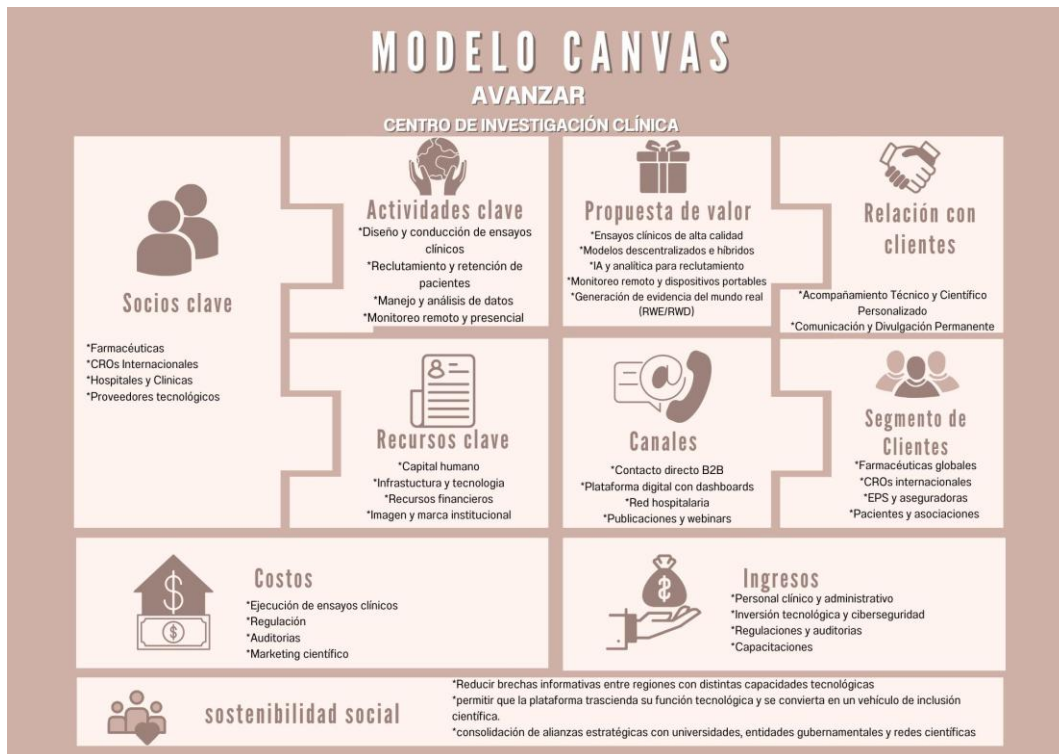 MODELO CANVAS
AVANZAR
CENTRO DE INVESTIGACIÓN CLÍNICA
Socios clave
*Farmacéuticas
*CROs Internacionales
*Hospitales y Clinicas
*Proveedores tecnológicos
Actividades clave
*Diseño y conducción de ensayos
clínicos
*Reclutamiento y retención de
pacientes
*Manejo y análisis de datos
*Monitoreo remoto y presencial
Recursos clave
*Capital humano
*Infrastuctura y tecnologia
*Recursos financieros
*Imagen y marca institucional
Propuesta de valor
*Ensayos clínicos de alta calidad
*Modelos descentralizados e híbridos
*IA y analítica para reclutamiento
*Monitoreo remoto y dispositivos portables
*Generación de evidencia del mundo real
(RWE/RWD)
Canales
*Contacto directo B2B
*Plataforma digital con dashboards
*Red hospitalaria
*Publicaciones y webinars
Relación con
clientes
*Acompañamiento Técnico y Científico
Personalizado
*Comunicación y Divulgación Permanente
Segmento de
Clientes
*Farmacéuticas globales
*CROs internacionales
*EPS y aseguradoras
*Pacientes y asociaciones
Costos
*Ejecución de ensayos clínicos
*Regulación
*Auditorias
*Marketing científico
Ingresos
*Personal clínico y administrativo
*Inversión tecnológica y ciberseguridad
*Regulaciones y auditorias
*Capacitaciones
sostenibilidad social
*Reducir brechas informativas entre regiones con distintas capacidades tecnológicas
*permitir que la plataforma trascienda su función tecnológica y se convierta en un vehículo de inclusión
científica.
*consolidación de alianzas estratégicas con universidades, entidades gubernamentales y redes científicas